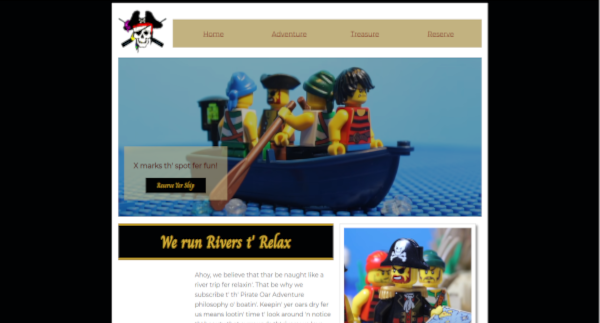 Home Adventure Treasure Reserve
X marks th' spot fer fun!
Reserve Yer Ship
We run Rivers t' Relax
Ahoy, we believe that thar be naught like a
river trip fer relaxin'. That be why we
subscribe t' th' Pirate Oar Adventure
philosophy o' boatin'. Keepin' yer oars dry fer
us means lootin' time t' look around 'n notice